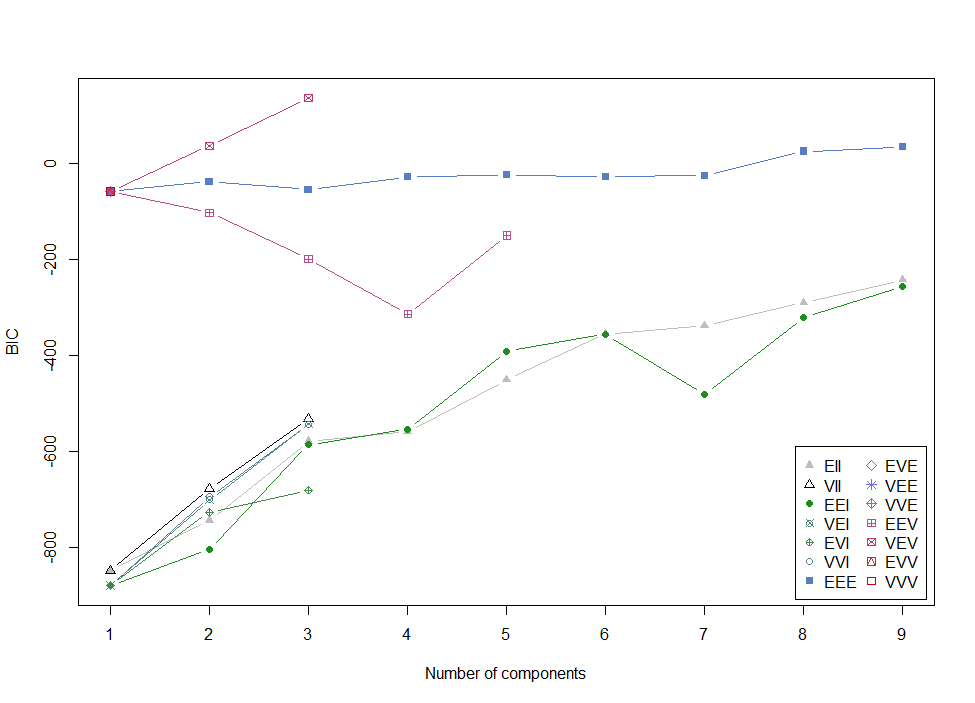 BIC
0
-200
-400
-600
-800
1 2 3 4 5 6 7 8 9
Number of components
EII EVE
VII VEE
EEI VVE
VEI EEV
EVI VEV
VVI EVV
EEE VVV